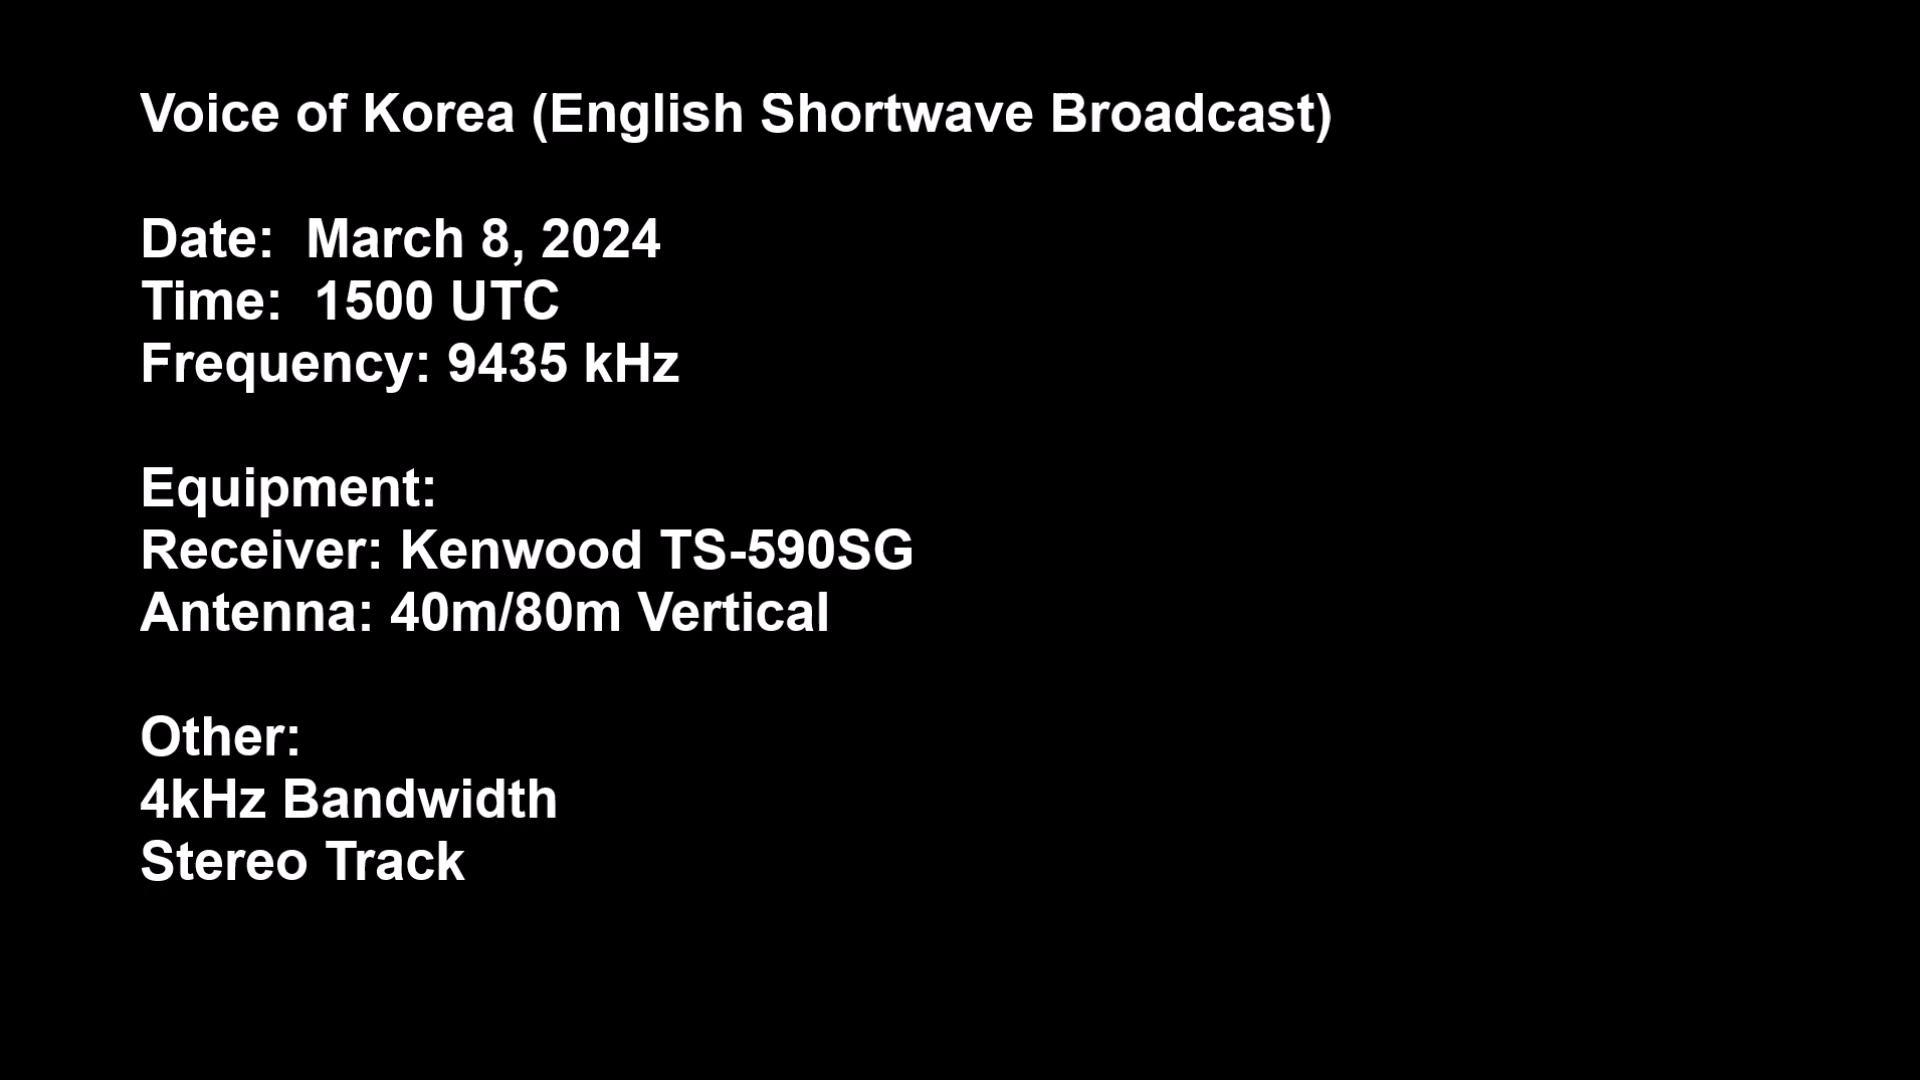 Voice of Korea (English Shortwave Broadcast)
Date: March 8, 2024
Time: 1500 UTC
Frequency: 9435 kHz
Equipment:
Receiver: Kenwood TS-590SG
Antenna: 40m/80m Vertical
Other:
4kHz Bandwidth
Stereo Track